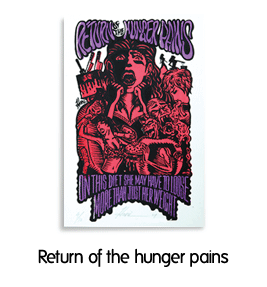 RETURN OF THE HUNGER PAINS
ON THIS DIET SHE MAY HAVE TO LOOSE
MORE THAN JUST HER WEIGHT
Return of the hunger pains